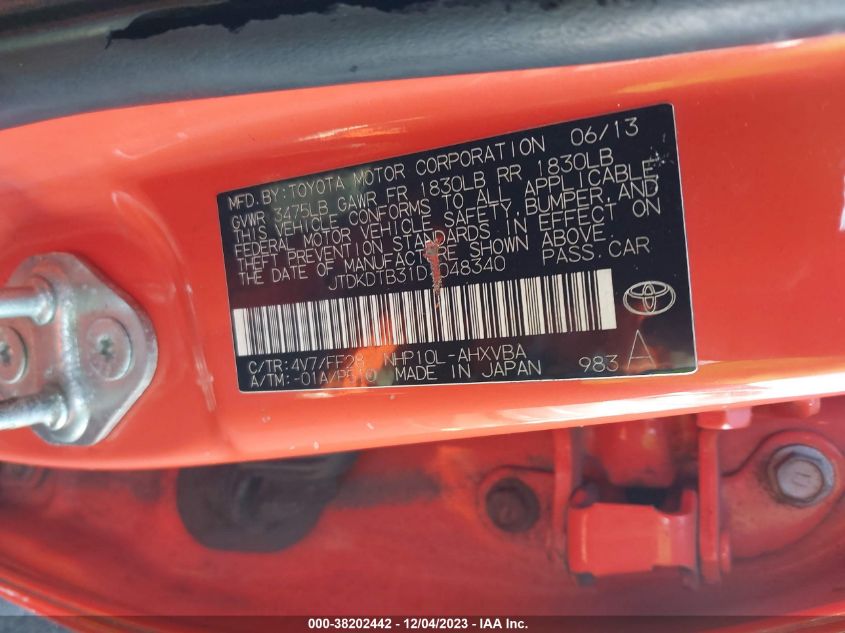 MFD. BY: TOYOTA MOTOR CORPORATION 06/13
GVWR 3475LB GAWR FR 1830LB RR 1830LB
THIS VEHICLE CONFORMS TO ALL APPLICABLE
FEDERAL MOTOR VEHICLE SAFETY, BUMPER, AND
THEFT PREVENTION STANDARDS IN EFFECT ON
THE DATE OF MANUFACTURE SHOWN ABOVE.
PASS. CAR
C/TR: 4V7/FF28 NHP10L-AHXVBA
A/TM: -01A/P510 MADE IN JAPAN 983 A
000-38202442 - 12/04/2023 - IAA Inc.